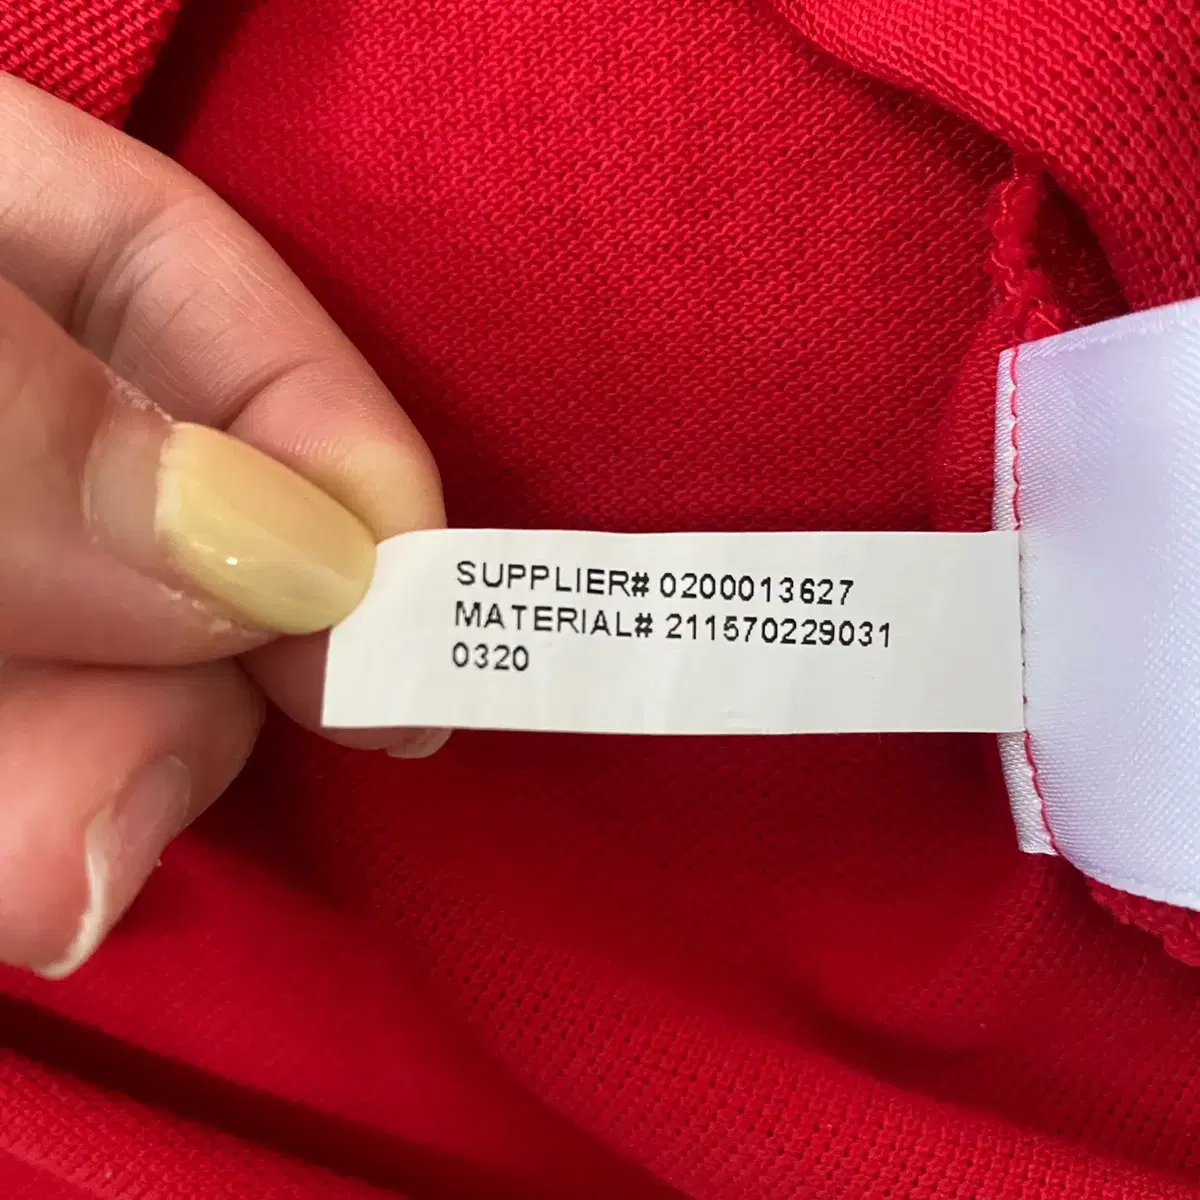 SUPPLIER# 0200013627
MATERIAL# 211570229031
0320